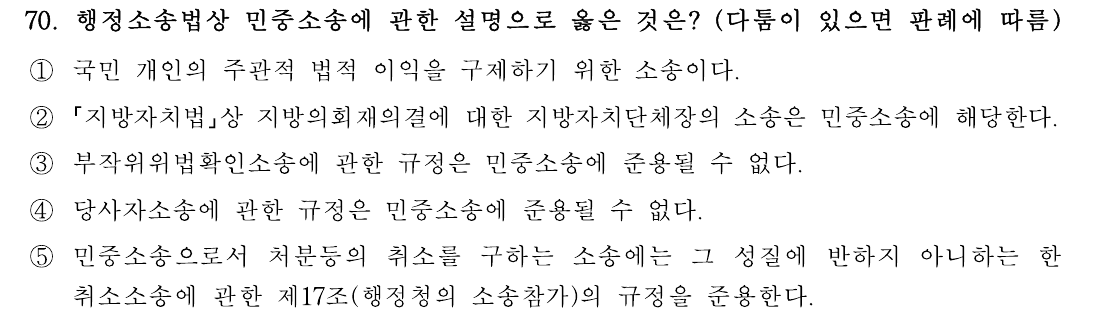 70. 행정소송법상 민중소송에 관한 설명으로 옳은 것은? (다툼이 있으면 판례에 따름)
① 국민 개인의 주관적 법적 이익을 구제하기 위한 소송이다.
② 「지방자치법」상 지방의회재의결에 대한 지방자치단체장의 소송은 민중소송에 해당한다.
③ 부작위위법확인소송에 관한 규정은 민중소송에 준용될 수 없다.
④ 당사자소송에 관한 규정은 민중소송에 준용될 수 없다.
⑤ 민중소송으로서 처분등의 취소를 구하는 소송에는 그 성질에 반하지 아니하는 한
취소소송에 관한 제17조(행정청의 소송참가)의 규정을 준용한다.